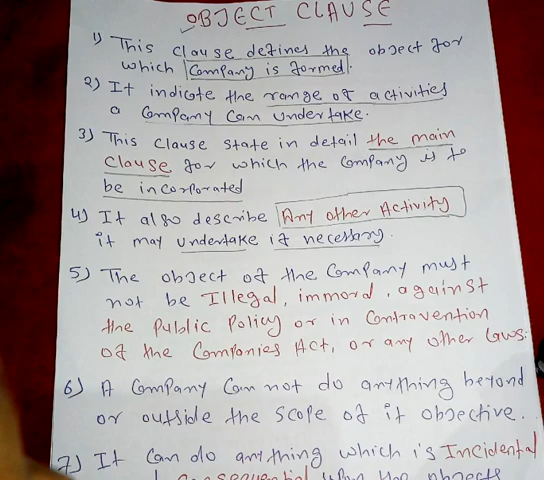 OBJECT CLAUSE
1) This clause defines the object for
which Company is formed.
2) It indicate the range of activities
a Company Can undertake.
3) This Clause state in detail the main
Clause for which the Company is to
be incorporated
4) It also describe Any other Activity
it may undertake if necessary.
5) The object of the Company must
not be Illegal, immoral, against
the Public Policy or in Contravention
of the Companies Act, or any other laws.
6) A Company Can not do anything beyond
or outside the scope of it objective.
7) It Can do anything which is Incidental
consequential upon the objects